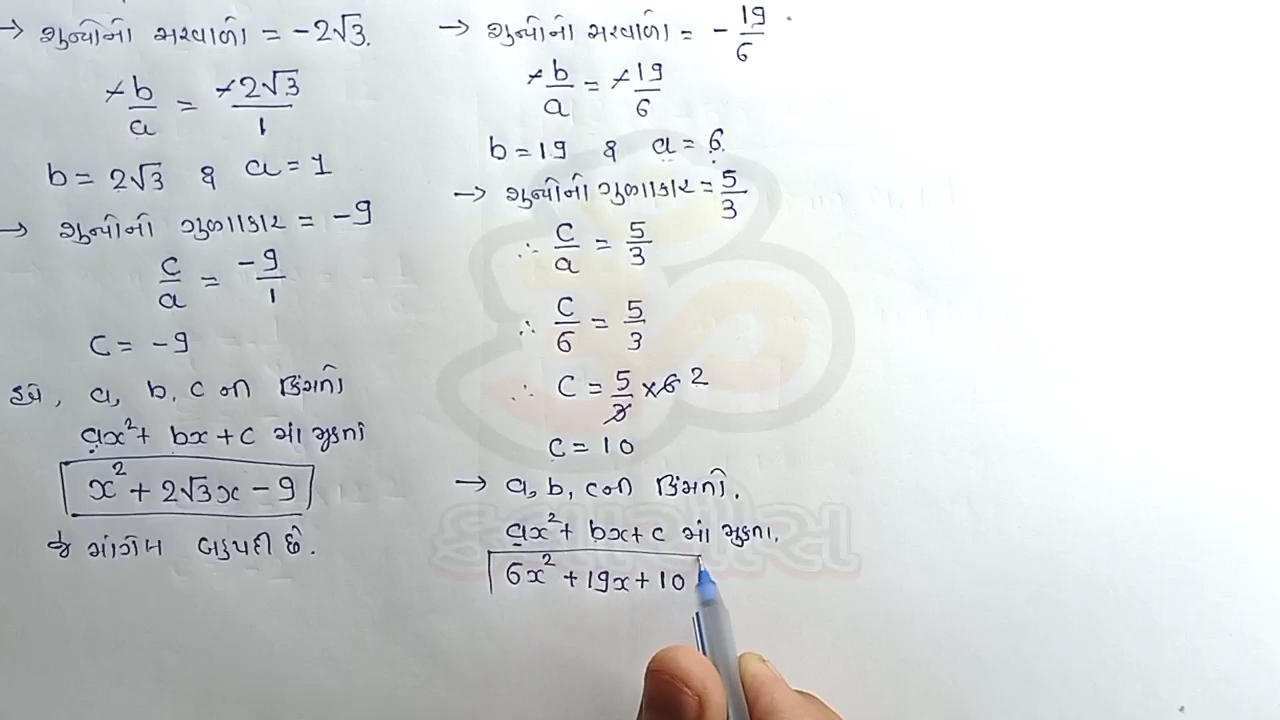 → શૂન્યોનો સરવાળો = -2√3.
-b/a = -2√3/1
b = 2√3 & a = 1
→ શૂન્યોનો ગુણાકાર = -9
c/a = -9/1
c = -9
હવે, a, b, c ની કિંમતો
ax² + bx + c માં મુકતાં
x² + 2√3x - 9
જે માંગેલ બહુપદી છે.
→ શૂન્યોનો સરવાળો = -19/6
-b/a = -19/6
b = 19 & a = 6
→ શૂન્યોનો ગુણાકાર = 5/3
∴ c/a = 5/3
∴ c/6 = 5/3
∴ c = 5/3 × 6 2
c = 10
→ a, b, c ની કિંમતો.
ax² + bx + c માં મુકતા.
6x² + 19x + 10